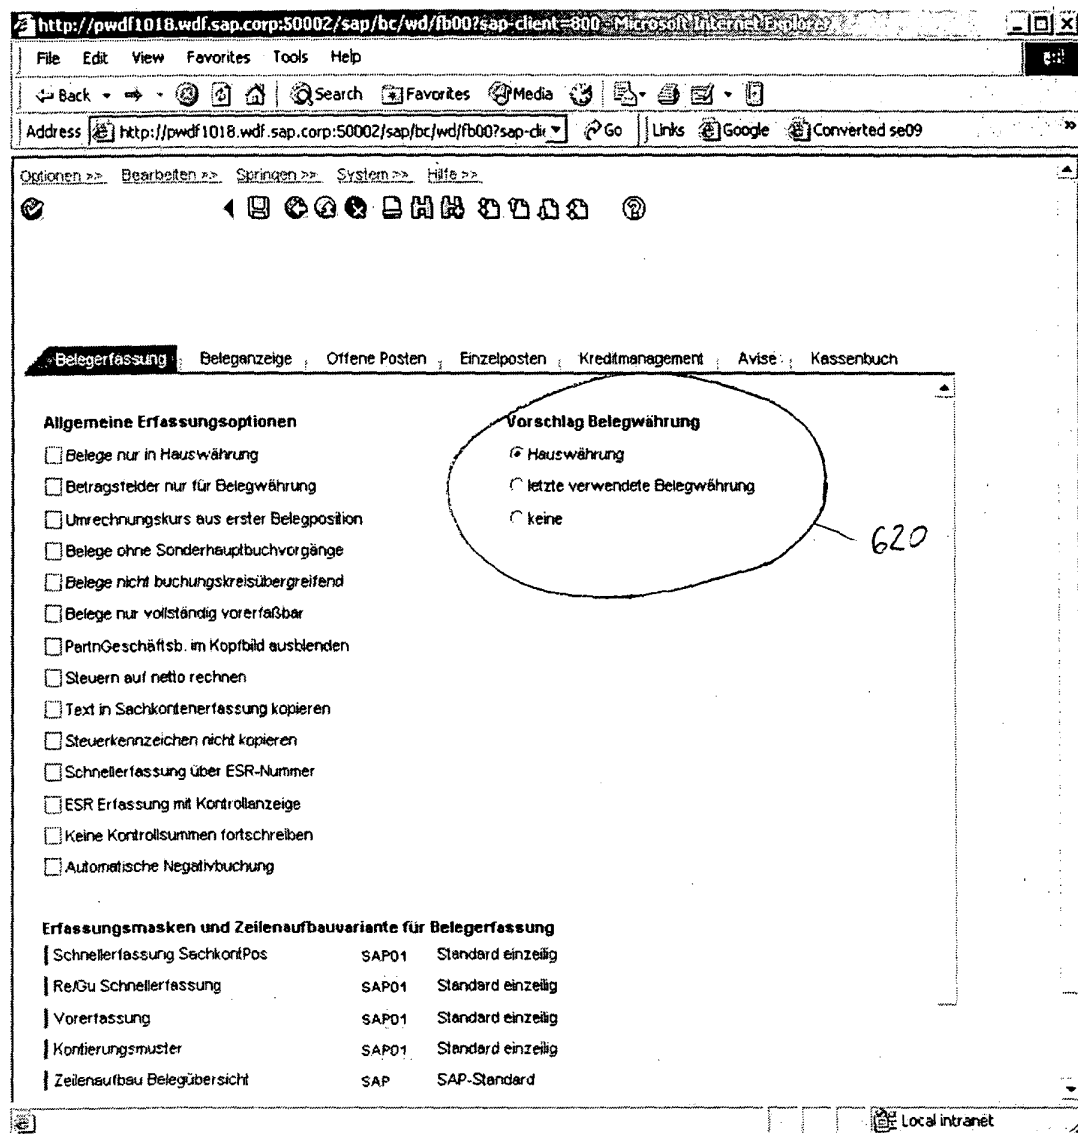 http://pwdf1018.wdf.sap.corp:50002/sap/bc/wd/fb00?sap-client=800 - Microsoft Internet Explorer
File Edit View Favorites Tools Help
Back Search Favorites Media
Address http://pwdf1018.wdf.sap.corp:50002/sap/bc/wd/fb00?sap-clie Go Links Google Converted se09 »
Optionen >> Bearbeiten >> Springen >> System >> Hilfe >>
Belegerfassung Beleganzeige Offene Posten Einzelposten Kreditmanagement Avise Kassenbuch
Allgemeine Erfassungsoptionen Vorschlag Belegwährung
Belege nur in Hauswährung Hauswährung
Betragsfelder nur für Belegwährung letzte verwendete Belegwährung
Umrechnungskurs aus erster Belegposition keine
620
Belege ohne Sonderhauptbuchvorgänge
Belege nicht buchungskreisübergreifend
Belege nur vollständig vorerfaßbar
PartnGeschäftsb. im Kopfbild ausblenden
Steuern auf netto rechnen
Text in Sachkontenerfassung kopieren
Steuerkennzeichen nicht kopieren
Schnellerfassung über ESR-Nummer
ESR Erfassung mit Kontrollanzeige
Keine Kontrollsummen fortschreiben
Automatische Negativbuchung
Erfassungsmasken und Zeilenaufbauvariante für Belegerfassung
Schnellerfassung SachkontPos SAP01 Standard einzeilig
Re/Gu Schnellerfassung SAP01 Standard einzeilig
Vorerfassung SAP01 Standard einzeilig
Kontierungsmuster SAP01 Standard einzeilig
Zeilenaufbau Belegübersicht SAP SAP-Standard
Local intranet